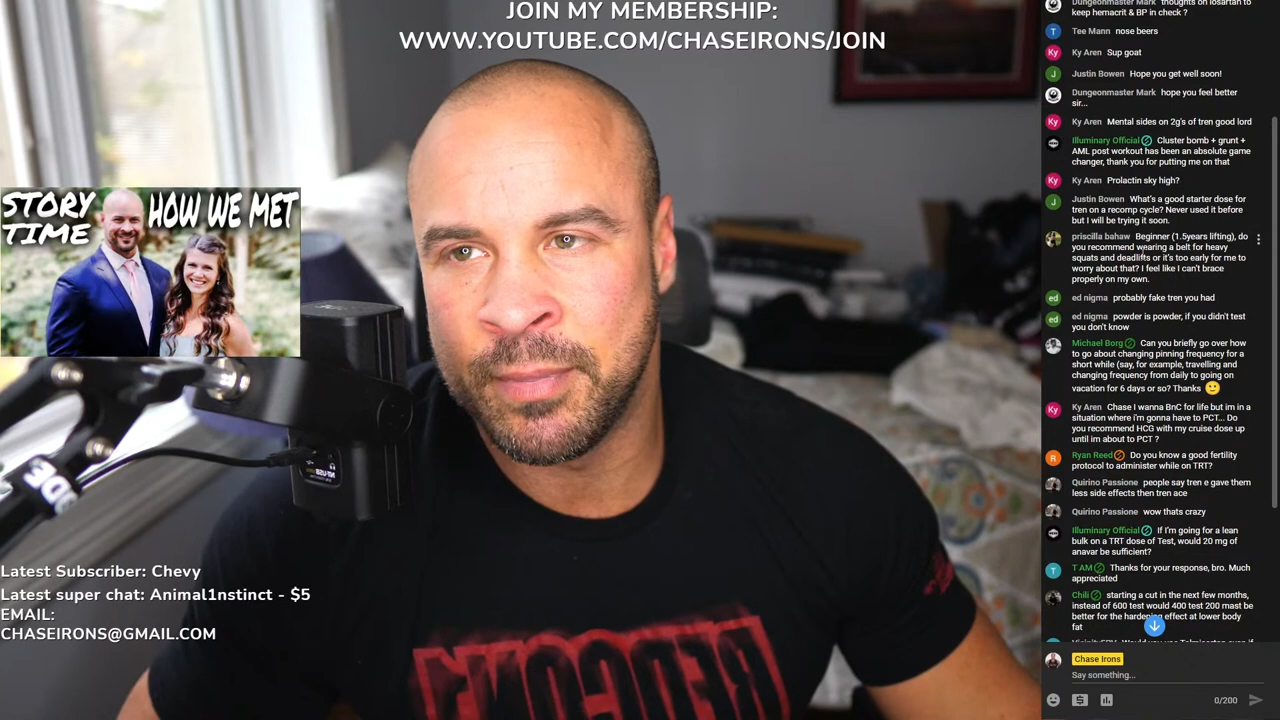 JOIN MY MEMBERSHIP:
WWW.YOUTUBE.COM/CHASEIRONS/JOIN
STORY
TIME
HOW WE MET
Latest Subscriber: Chevy
Latest super chat: Animal1nstinct - $5
EMAIL:
CHASEIRONS@GMAIL.COM
Dungeonmaster Mark thoughts on losartan to
keep hemacrit & BP in check ?
Tee Mann nose beers
Ky Aren Sup goat
Justin Bowen Hope you get well soon!
Dungeonmaster Mark hope you feel better
sir...
Ky Aren Mental sides on 2g's of tren good lord
Illuminary Official Cluster bomb + grunt +
AML post workout has been an absolute game
changer, thank you for putting me on that
Ky Aren Prolactin sky high?
Justin Bowen What's a good starter dose for
tren on a recomp cycle? Never used it before
but I will be trying it soon.
priscilla bahaw Beginner (1.5years lifting), do
you recommend wearing a belt for heavy
squats and deadlifts or it's too early for me to
worry about that? I feel like I can't brace
properly on my own.
ed nigma probably fake tren you had
ed nigma powder is powder, if you didn't test
you don't know
Michael Borg Can you briefly go over how
to go about changing pinning frequency for a
short while (say, for example, travelling and
changing frequency from daily to going on
vacation for 6 days or so? Thanks
Ky Aren Chase I wanna BnC for life but im in a
situation where i'm gonna have to PCT... Do
you recommend HCG with my cruise dose up
until im about to PCT ?
Ryan Reed Do you know a good fertility
protocol to administer while on TRT?
Quirino Passione people say tren e gave them
less side effects then tren ace
Quirino Passione wow thats crazy
Illuminary Official If I'm going for a lean
bulk on a TRT dose of Test, would 20 mg of
anavar be sufficient?
T AM Thanks for your response, bro. Much
appreciated
Chili starting a cut in the next few months,
instead of 600 test would 400 test 200 mast be
better for the hardening effect at lower body
fat
Chase Irons
Say something...
0/200